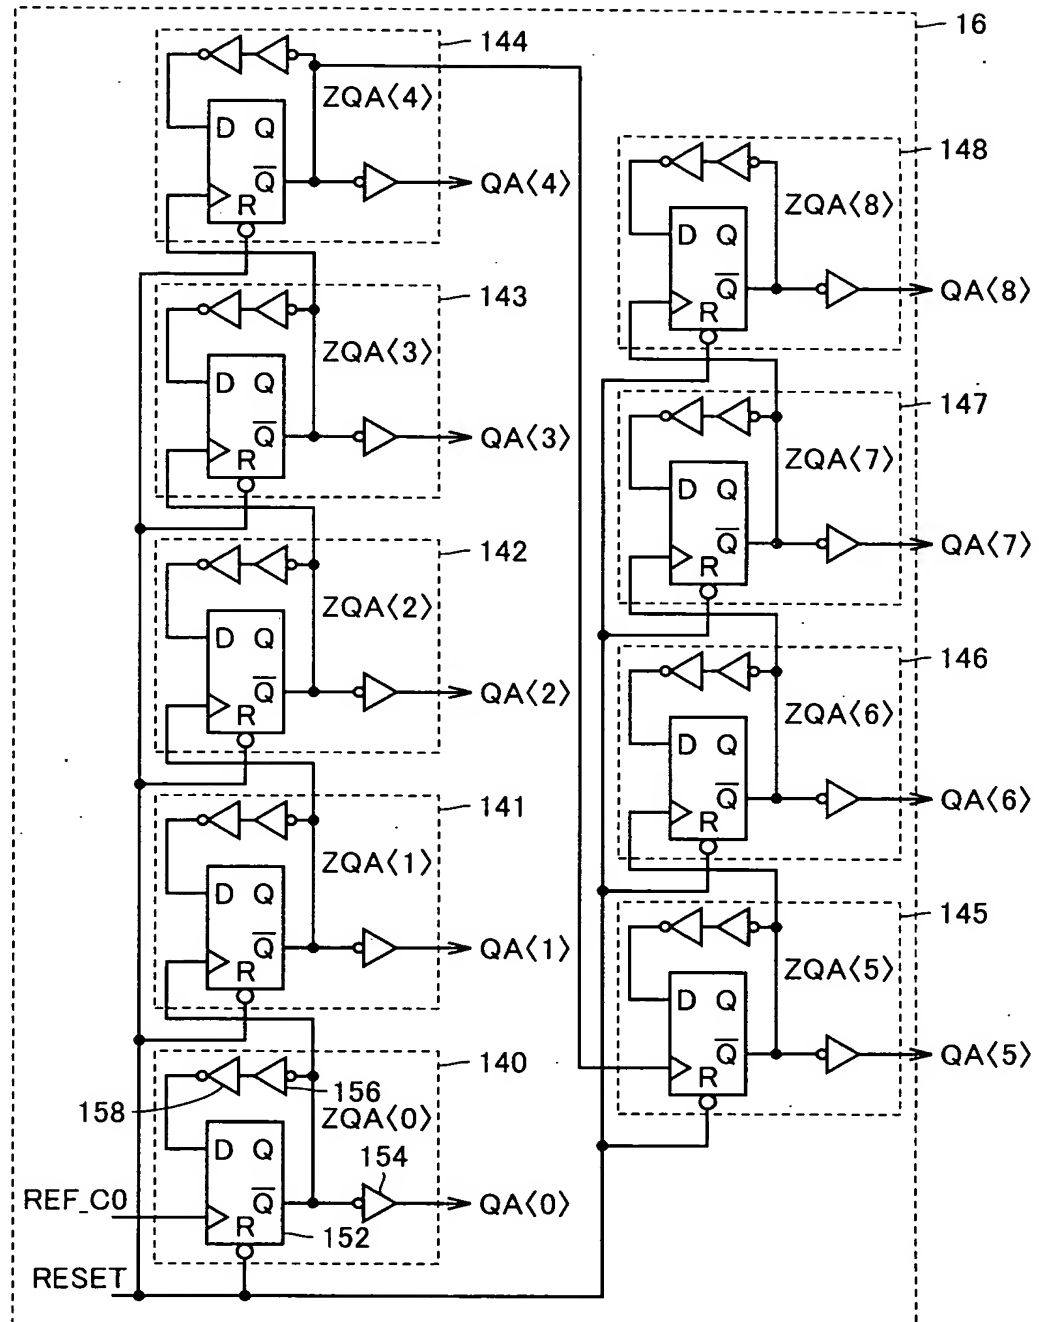 16
144
ZQA⟨4⟩
D Q
Q̅
R
QA⟨4⟩
143
ZQA⟨3⟩
D Q
Q̅
R
QA⟨3⟩
142
ZQA⟨2⟩
D Q
Q̅
R
QA⟨2⟩
141
ZQA⟨1⟩
D Q
Q̅
R
QA⟨1⟩
140
158
156
ZQA⟨0⟩
D Q
154
REF_C0
Q̅
R
QA⟨0⟩
152
RESET
148
ZQA⟨8⟩
D Q
Q̅
R
QA⟨8⟩
147
ZQA⟨7⟩
D Q
Q̅
R
QA⟨7⟩
146
ZQA⟨6⟩
D Q
Q̅
R
QA⟨6⟩
145
ZQA⟨5⟩
D Q
Q̅
R
QA⟨5⟩